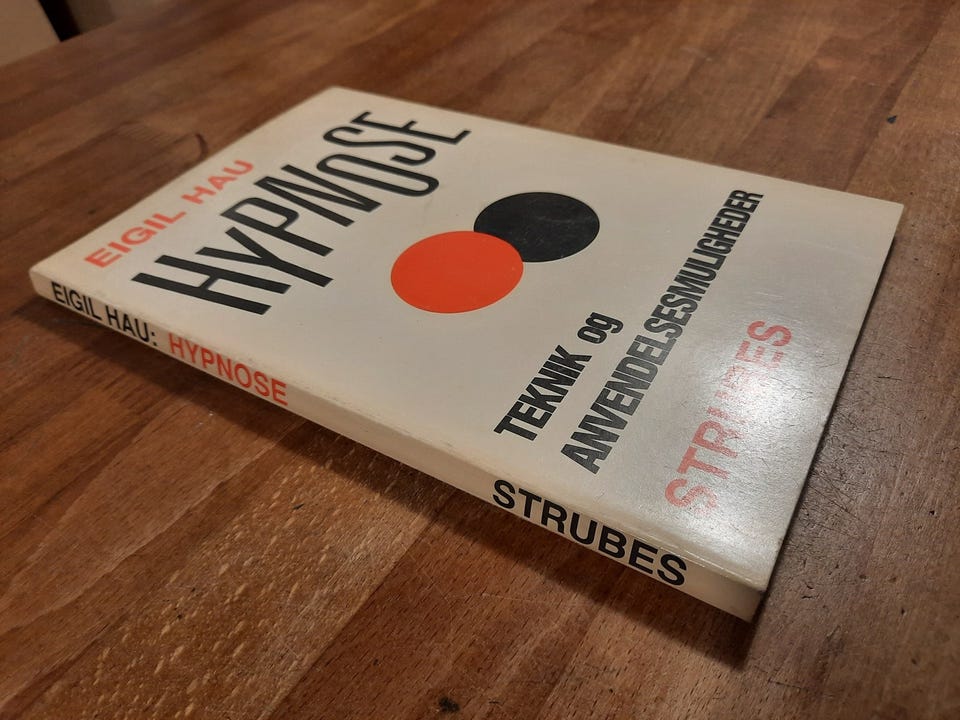 EIGIL HAU
HYPNOSE
TEKNIK og
ANVENDELSESMULIGHEDER
STRUBES
EIGIL HAU: HYPNOSE
STRUBES